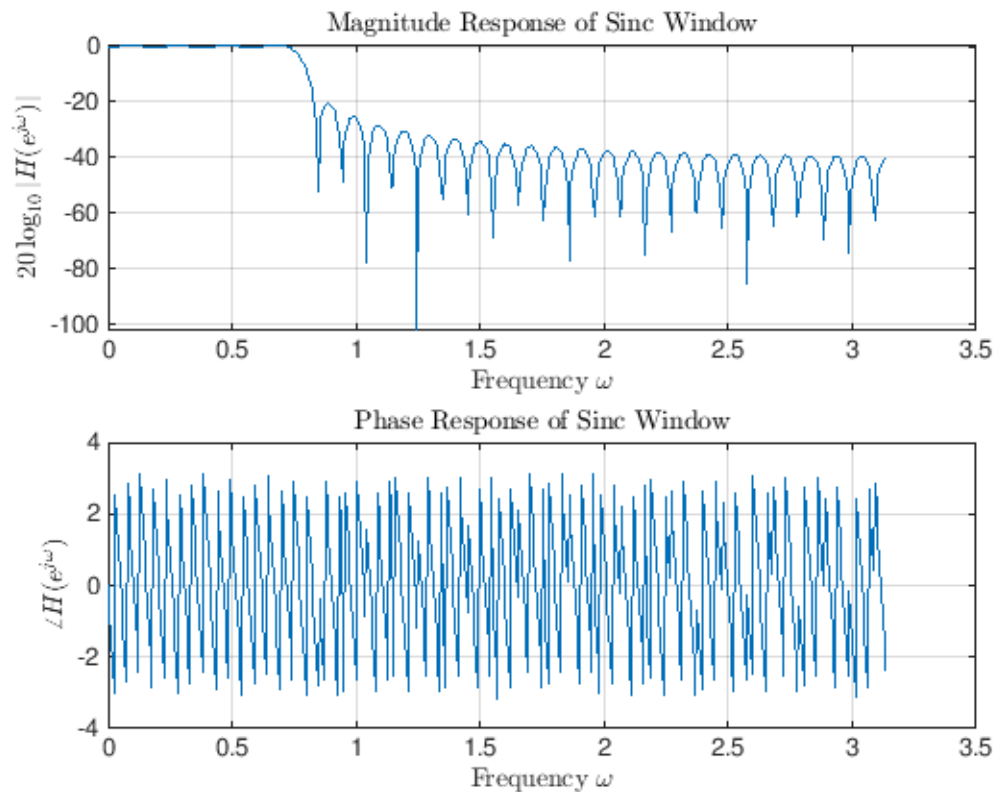 Magnitude Response of Sinc Window
0
-20
-40
-60
-80
-100
20 log₁₀ |H(e^{jω})|
0 0.5 1 1.5 2 2.5 3 3.5
Frequency ω
Phase Response of Sinc Window
4
2
0
-2
-4
∠H(e^{jω})
0 0.5 1 1.5 2 2.5 3 3.5
Frequency ω